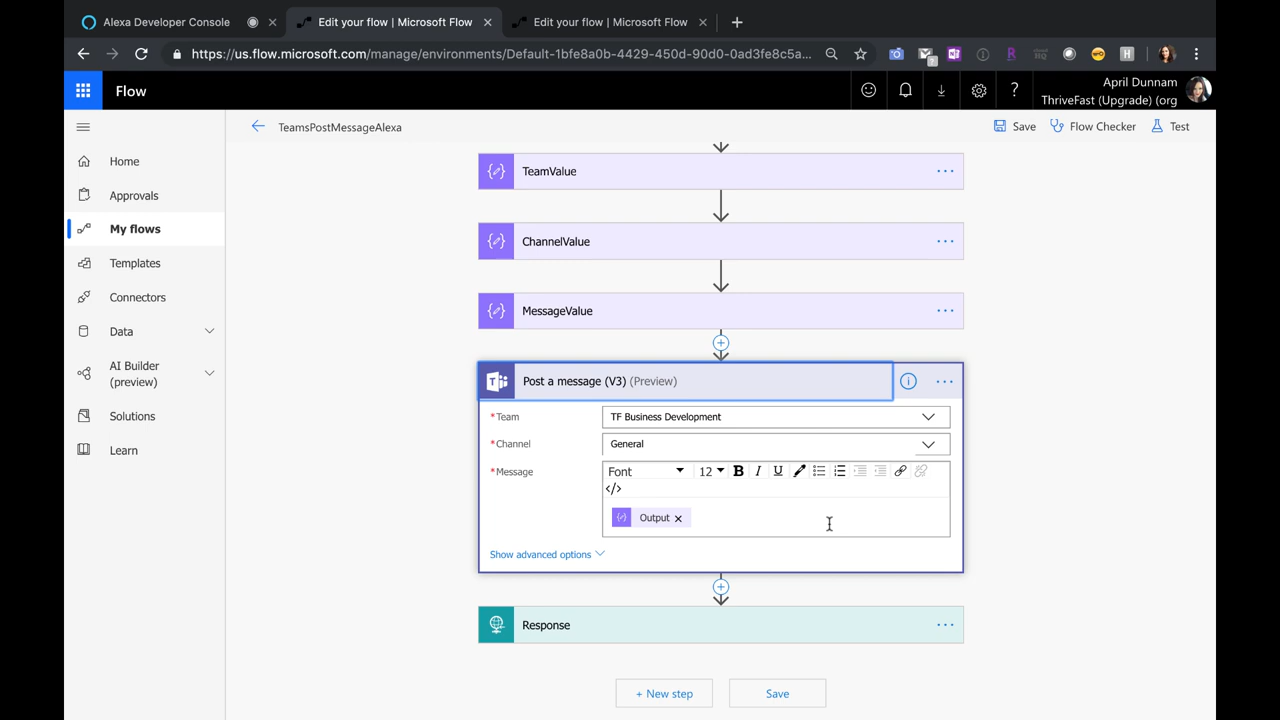 Alexa Developer Console
Edit your flow | Microsoft Flow
Edit your flow | Microsoft Flow
https://us.flow.microsoft.com/manage/environments/Default-1bfe8a0b-4429-450d-90d0-0ad3fe8c5a...
Flow
?
April Dunnam
ThriveFast (Upgrade) (org
TeamsPostMessageAlexa
Save
Flow Checker
Test
Home
Approvals
My flows
Templates
Connectors
Data
AI Builder
(preview)
Solutions
Learn
TeamValue
ChannelValue
MessageValue
Post a message (V3) (Preview)
*Team
TF Business Development
*Channel
General
*Message
Font
12
B
I
U
</>
Output
Show advanced options
Response
+ New step
Save